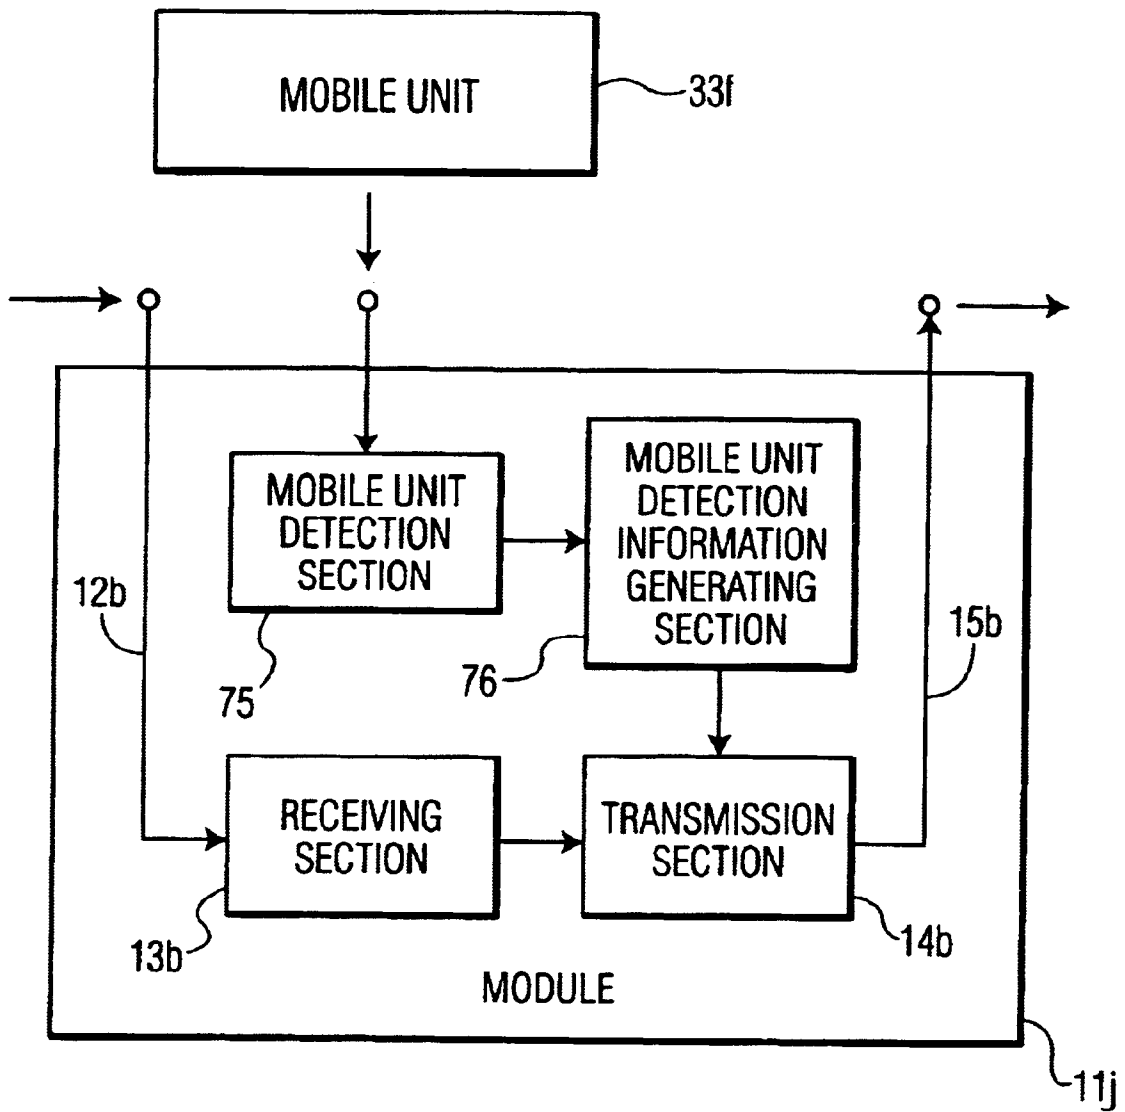 MOBILE UNIT
33f
MOBILE UNIT
DETECTION
SECTION
MOBILE UNIT
DETECTION
INFORMATION
GENERATING
SECTION
12b
75
76
15b
RECEIVING
SECTION
TRANSMISSION
SECTION
13b
14b
MODULE
11j